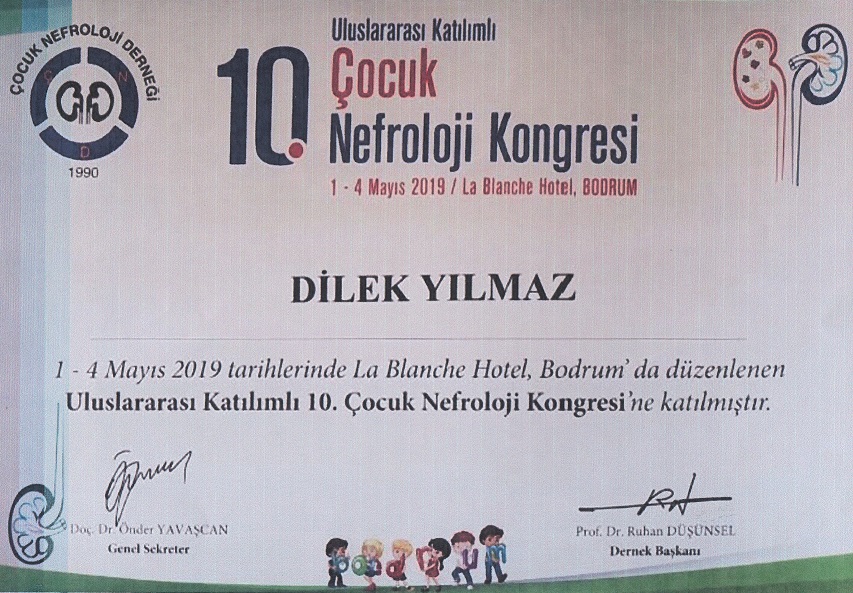 ÇOCUK NEFROLOJİ DERNEĞİ
Ç N
D
1990
10.
Uluslararası Katılımlı
Çocuk
Nefroloji Kongresi
1 - 4 Mayıs 2019 / La Blanche Hotel, BODRUM
DİLEK YILMAZ
1 - 4 Mayıs 2019 tarihlerinde La Blanche Hotel, Bodrum' da düzenlenen
Uluslararası Katılımlı 10. Çocuk Nefroloji Kongresi'ne katılmıştır.
Doç. Dr. Önder YAVAŞCAN
Genel Sekreter
Prof. Dr. Ruhan DÜŞÜNSEL
Dernek Başkanı
bodrum